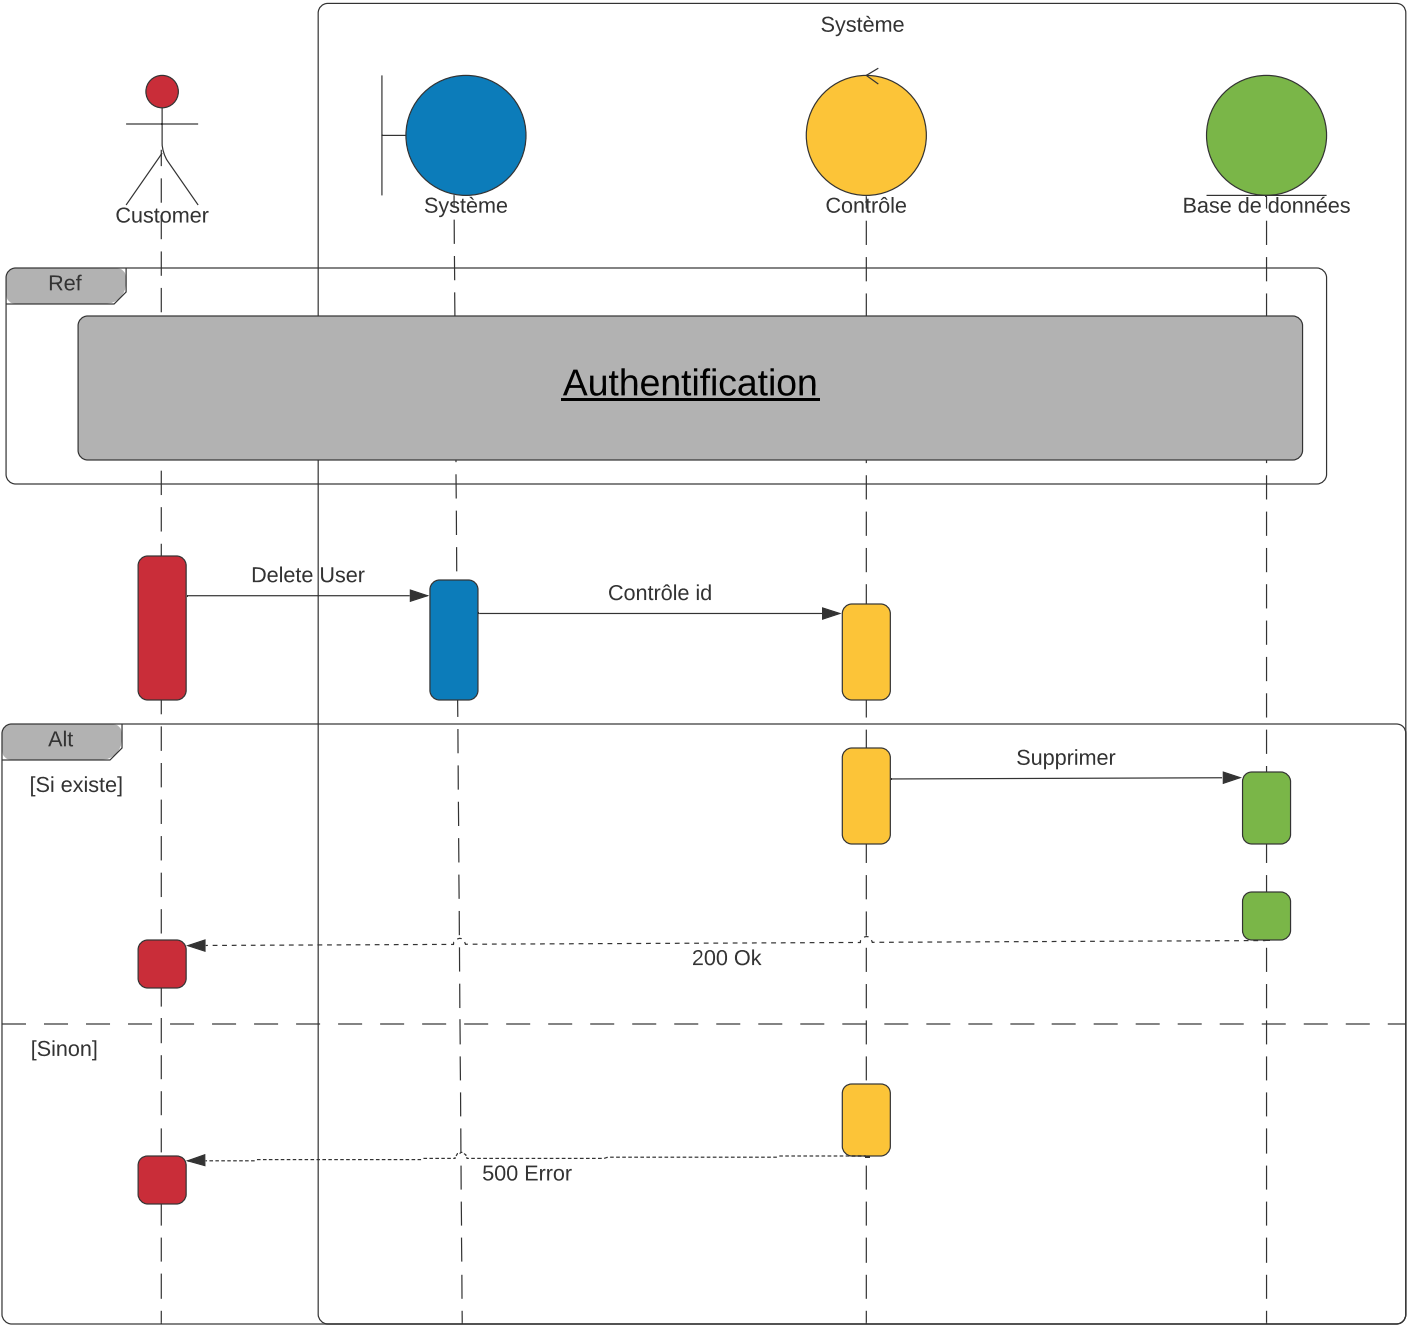 Système
Customer
Système
Contrôle
Base de données
Ref
Authentification
Delete User
Contrôle id
Alt
Supprimer
[Si existe]
200 Ok
[Sinon]
500 Error